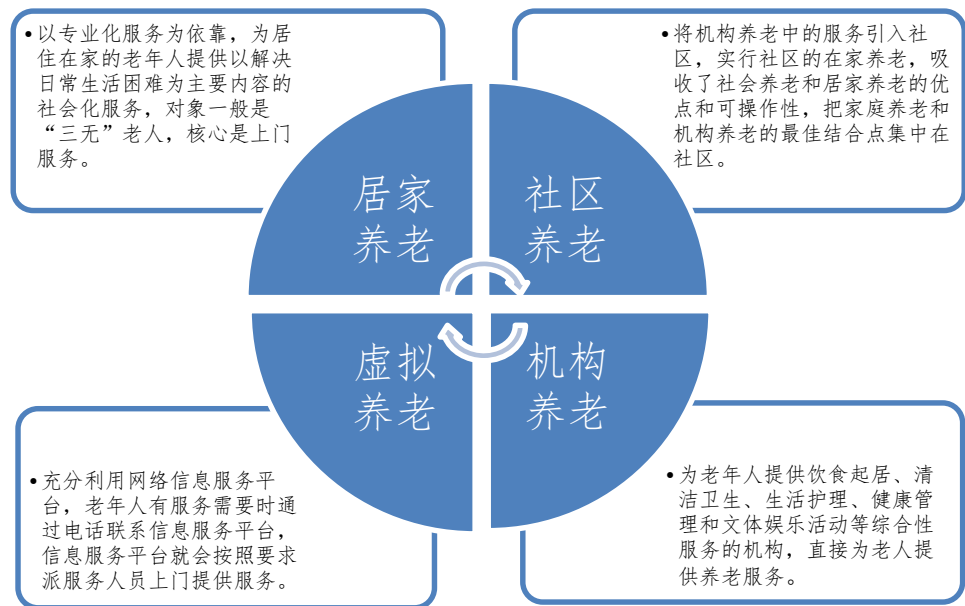 •以专业化服务为依靠，为居
住在家的老年人提供以解决
日常生活困难为主要内容的
社会化服务，对象一般是
“三无”老人，核心是上门
服务。
•将机构养老中的服务引入社
区，实行社区的在家养老，吸
收了社会养老和居家养老的优
点和可操作性，把家庭养老和
机构养老的最佳结合点集中在
社区。
居家
养老
社区
养老
虚拟
养老
机构
养老
•充分利用网络信息服务平
台，老年人有服务需要时通
过电话联系信息服务平台，
信息服务平台就会按照要求
派服务人员上门提供服务。
•为老年人提供饮食起居、清
洁卫生、生活护理、健康管
理和文体娱乐活动等综合性
服务的机构，直接为老人提
供养老服务。